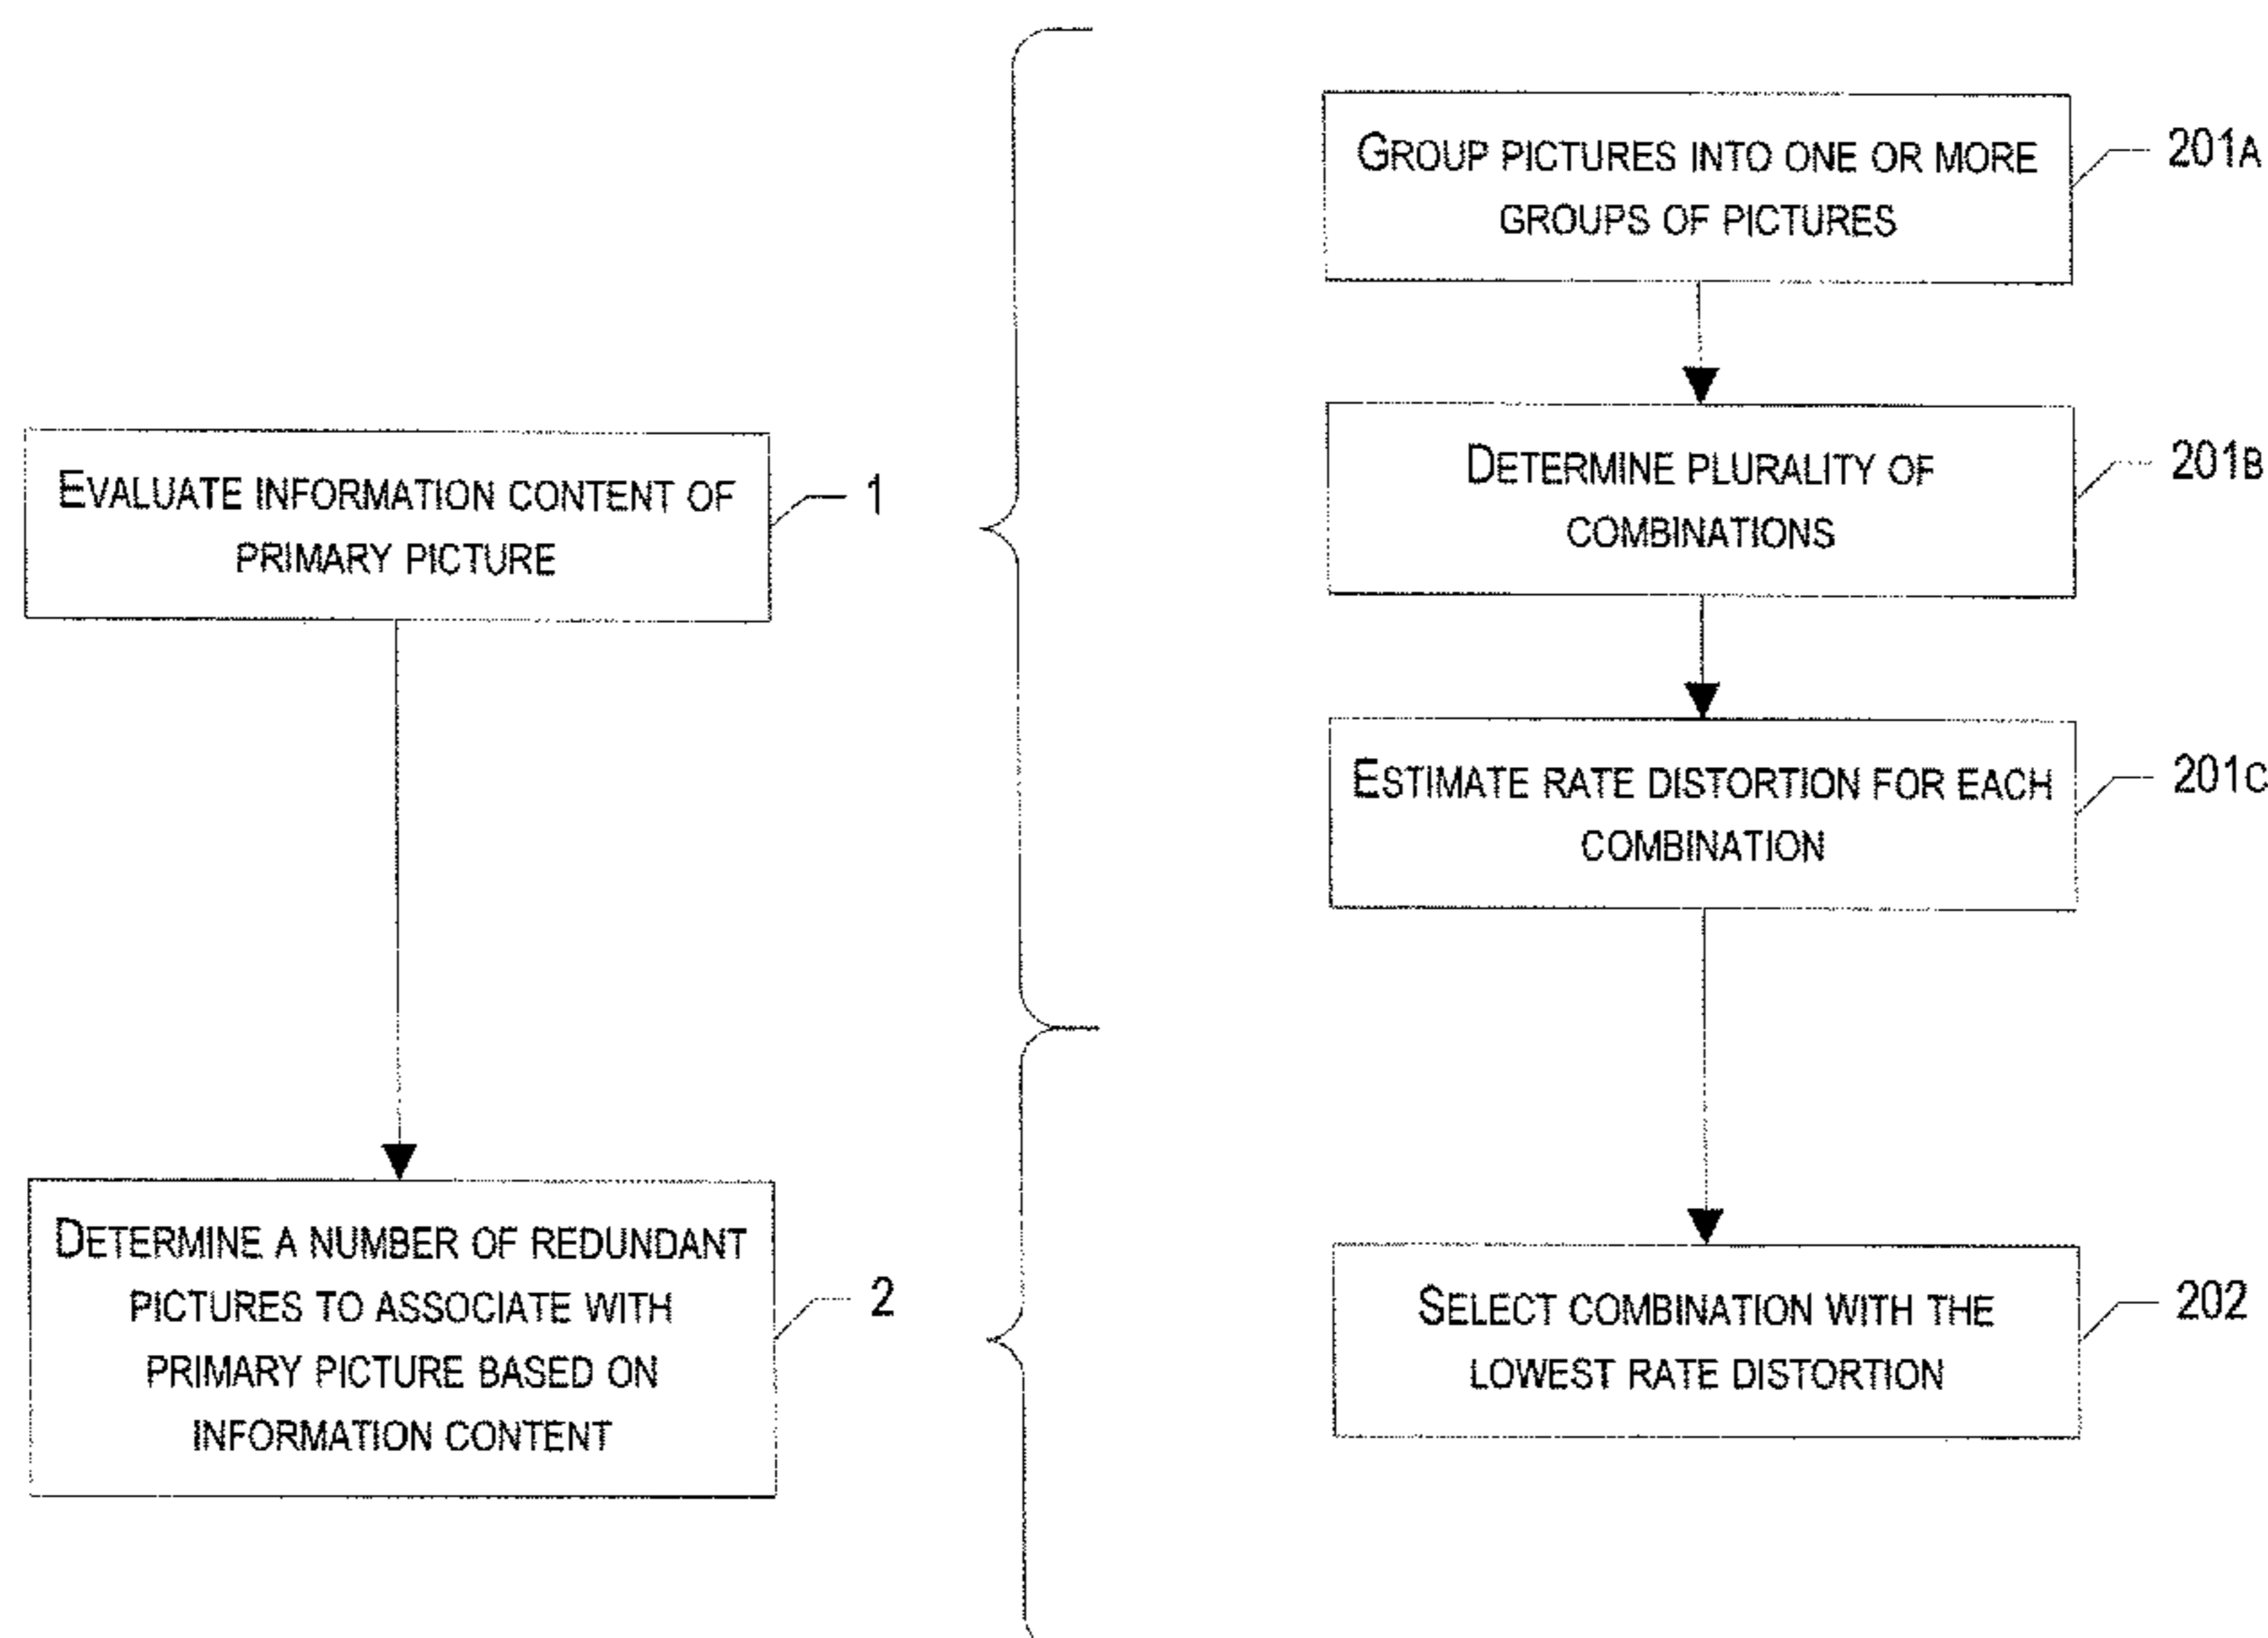 EVALUATE INFORMATION CONTENT OF
PRIMARY PICTURE
1
DETERMINE A NUMBER OF REDUNDANT
PICTURES TO ASSOCIATE WITH
PRIMARY PICTURE BASED ON
INFORMATION CONTENT
2
GROUP PICTURES INTO ONE OR MORE
GROUPS OF PICTURES
201A
DETERMINE PLURALITY OF
COMBINATIONS
201B
ESTIMATE RATE DISTORTION FOR EACH
COMBINATION
201C
SELECT COMBINATION WITH THE
LOWEST RATE DISTORTION
202